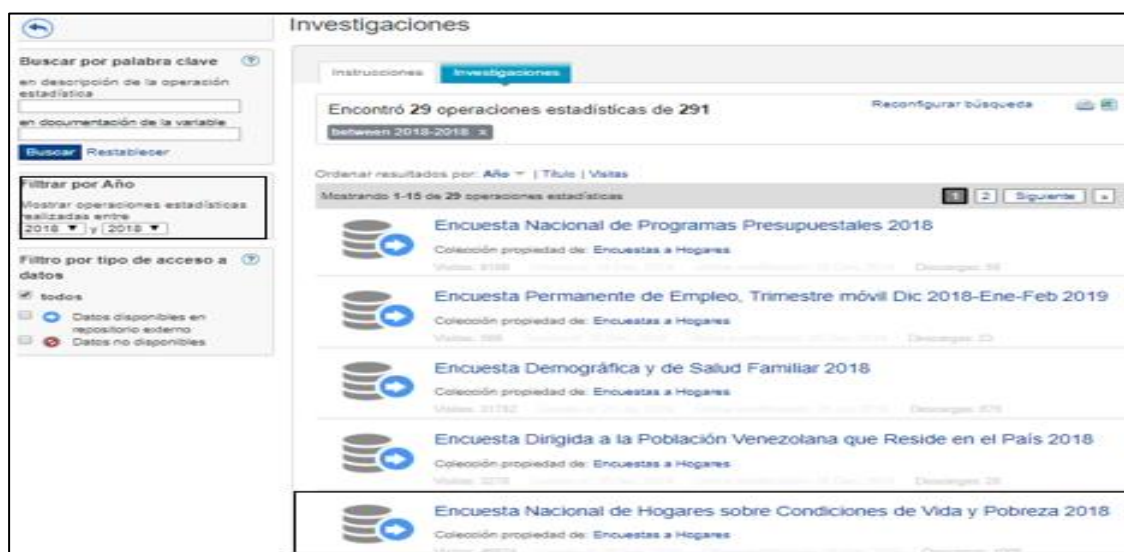 Investigaciones
Buscar por palabra clave
en descripción de la operación
estadística
en documentación de la variable
Buscar Restablecer
Filtrar por Año
Mostrar operaciones estadísticas
realizadas entre
2018 y 2018
Filtro por tipo de acceso a
datos
todos
Datos disponibles en
repositorio externo
Datos no disponibles
Instrucciones Investigaciones
Encontró 29 operaciones estadísticas de 291
Reconfigurar búsqueda
between 2018-2018 x
Ordenar resultados por: Año | Título | Visitas
Mostrando 1-15 de 29 operaciones estadísticas
1 2 Siguiente »
Encuesta Nacional de Programas Presupuestales 2018
Colección propiedad de: Encuestas a Hogares
Encuesta Permanente de Empleo, Trimestre móvil Dic 2018-Ene-Feb 2019
Colección propiedad de: Encuestas a Hogares
Encuesta Demográfica y de Salud Familiar 2018
Colección propiedad de: Encuestas a Hogares
Encuesta Dirigida a la Población Venezolana que Reside en el País 2018
Colección propiedad de: Encuestas a Hogares
Encuesta Nacional de Hogares sobre Condiciones de Vida y Pobreza 2018
Colección propiedad de: Encuestas a Hogares